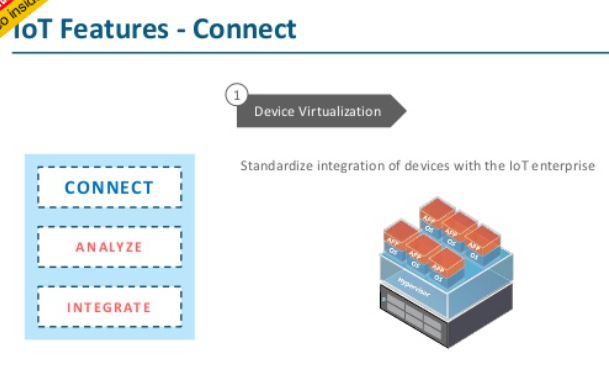 o insid
IoT Features - Connect
1
Device Virtualization
Standardize integration of devices with the IoT enterprise
CONNECT
ANALYZE
INTEGRATE
APP
OS
APP
OS
APP
OS
APP
OS
APP
OS
APP
OS
Hypervisor